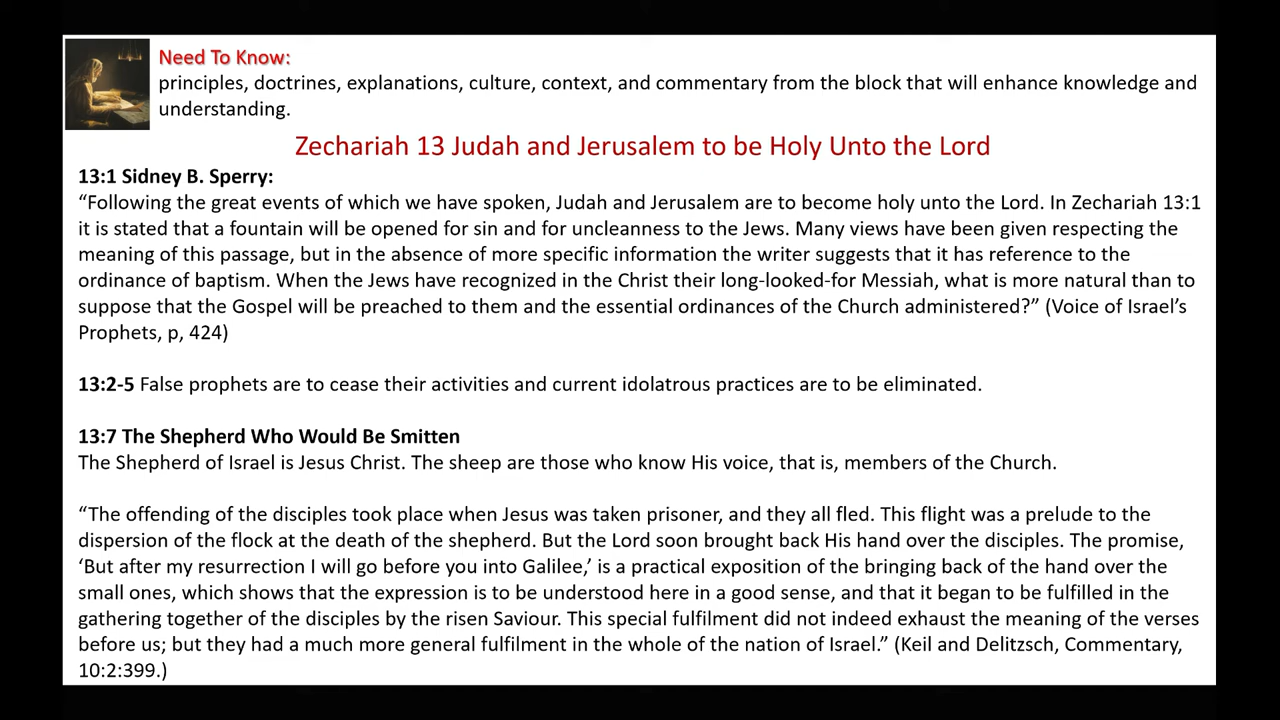 Need To Know:
principles, doctrines, explanations, culture, context, and commentary from the block that will enhance knowledge and
understanding.
Zechariah 13 Judah and Jerusalem to be Holy Unto the Lord
13:1 Sidney B. Sperry:
“Following the great events of which we have spoken, Judah and Jerusalem are to become holy unto the Lord. In Zechariah 13:1
it is stated that a fountain will be opened for sin and for uncleanness to the Jews. Many views have been given respecting the
meaning of this passage, but in the absence of more specific information the writer suggests that it has reference to the
ordinance of baptism. When the Jews have recognized in the Christ their long-looked-for Messiah, what is more natural than to
suppose that the Gospel will be preached to them and the essential ordinances of the Church administered?” (Voice of Israel’s
Prophets, p, 424)
13:2-5 False prophets are to cease their activities and current idolatrous practices are to be eliminated.
13:7 The Shepherd Who Would Be Smitten
The Shepherd of Israel is Jesus Christ. The sheep are those who know His voice, that is, members of the Church.
“The offending of the disciples took place when Jesus was taken prisoner, and they all fled. This flight was a prelude to the
dispersion of the flock at the death of the shepherd. But the Lord soon brought back His hand over the disciples. The promise,
‘But after my resurrection I will go before you into Galilee,’ is a practical exposition of the bringing back of the hand over the
small ones, which shows that the expression is to be understood here in a good sense, and that it began to be fulfilled in the
gathering together of the disciples by the risen Saviour. This special fulfilment did not indeed exhaust the meaning of the verses
before us; but they had a much more general fulfilment in the whole of the nation of Israel.” (Keil and Delitzsch, Commentary,
10:2:399.)